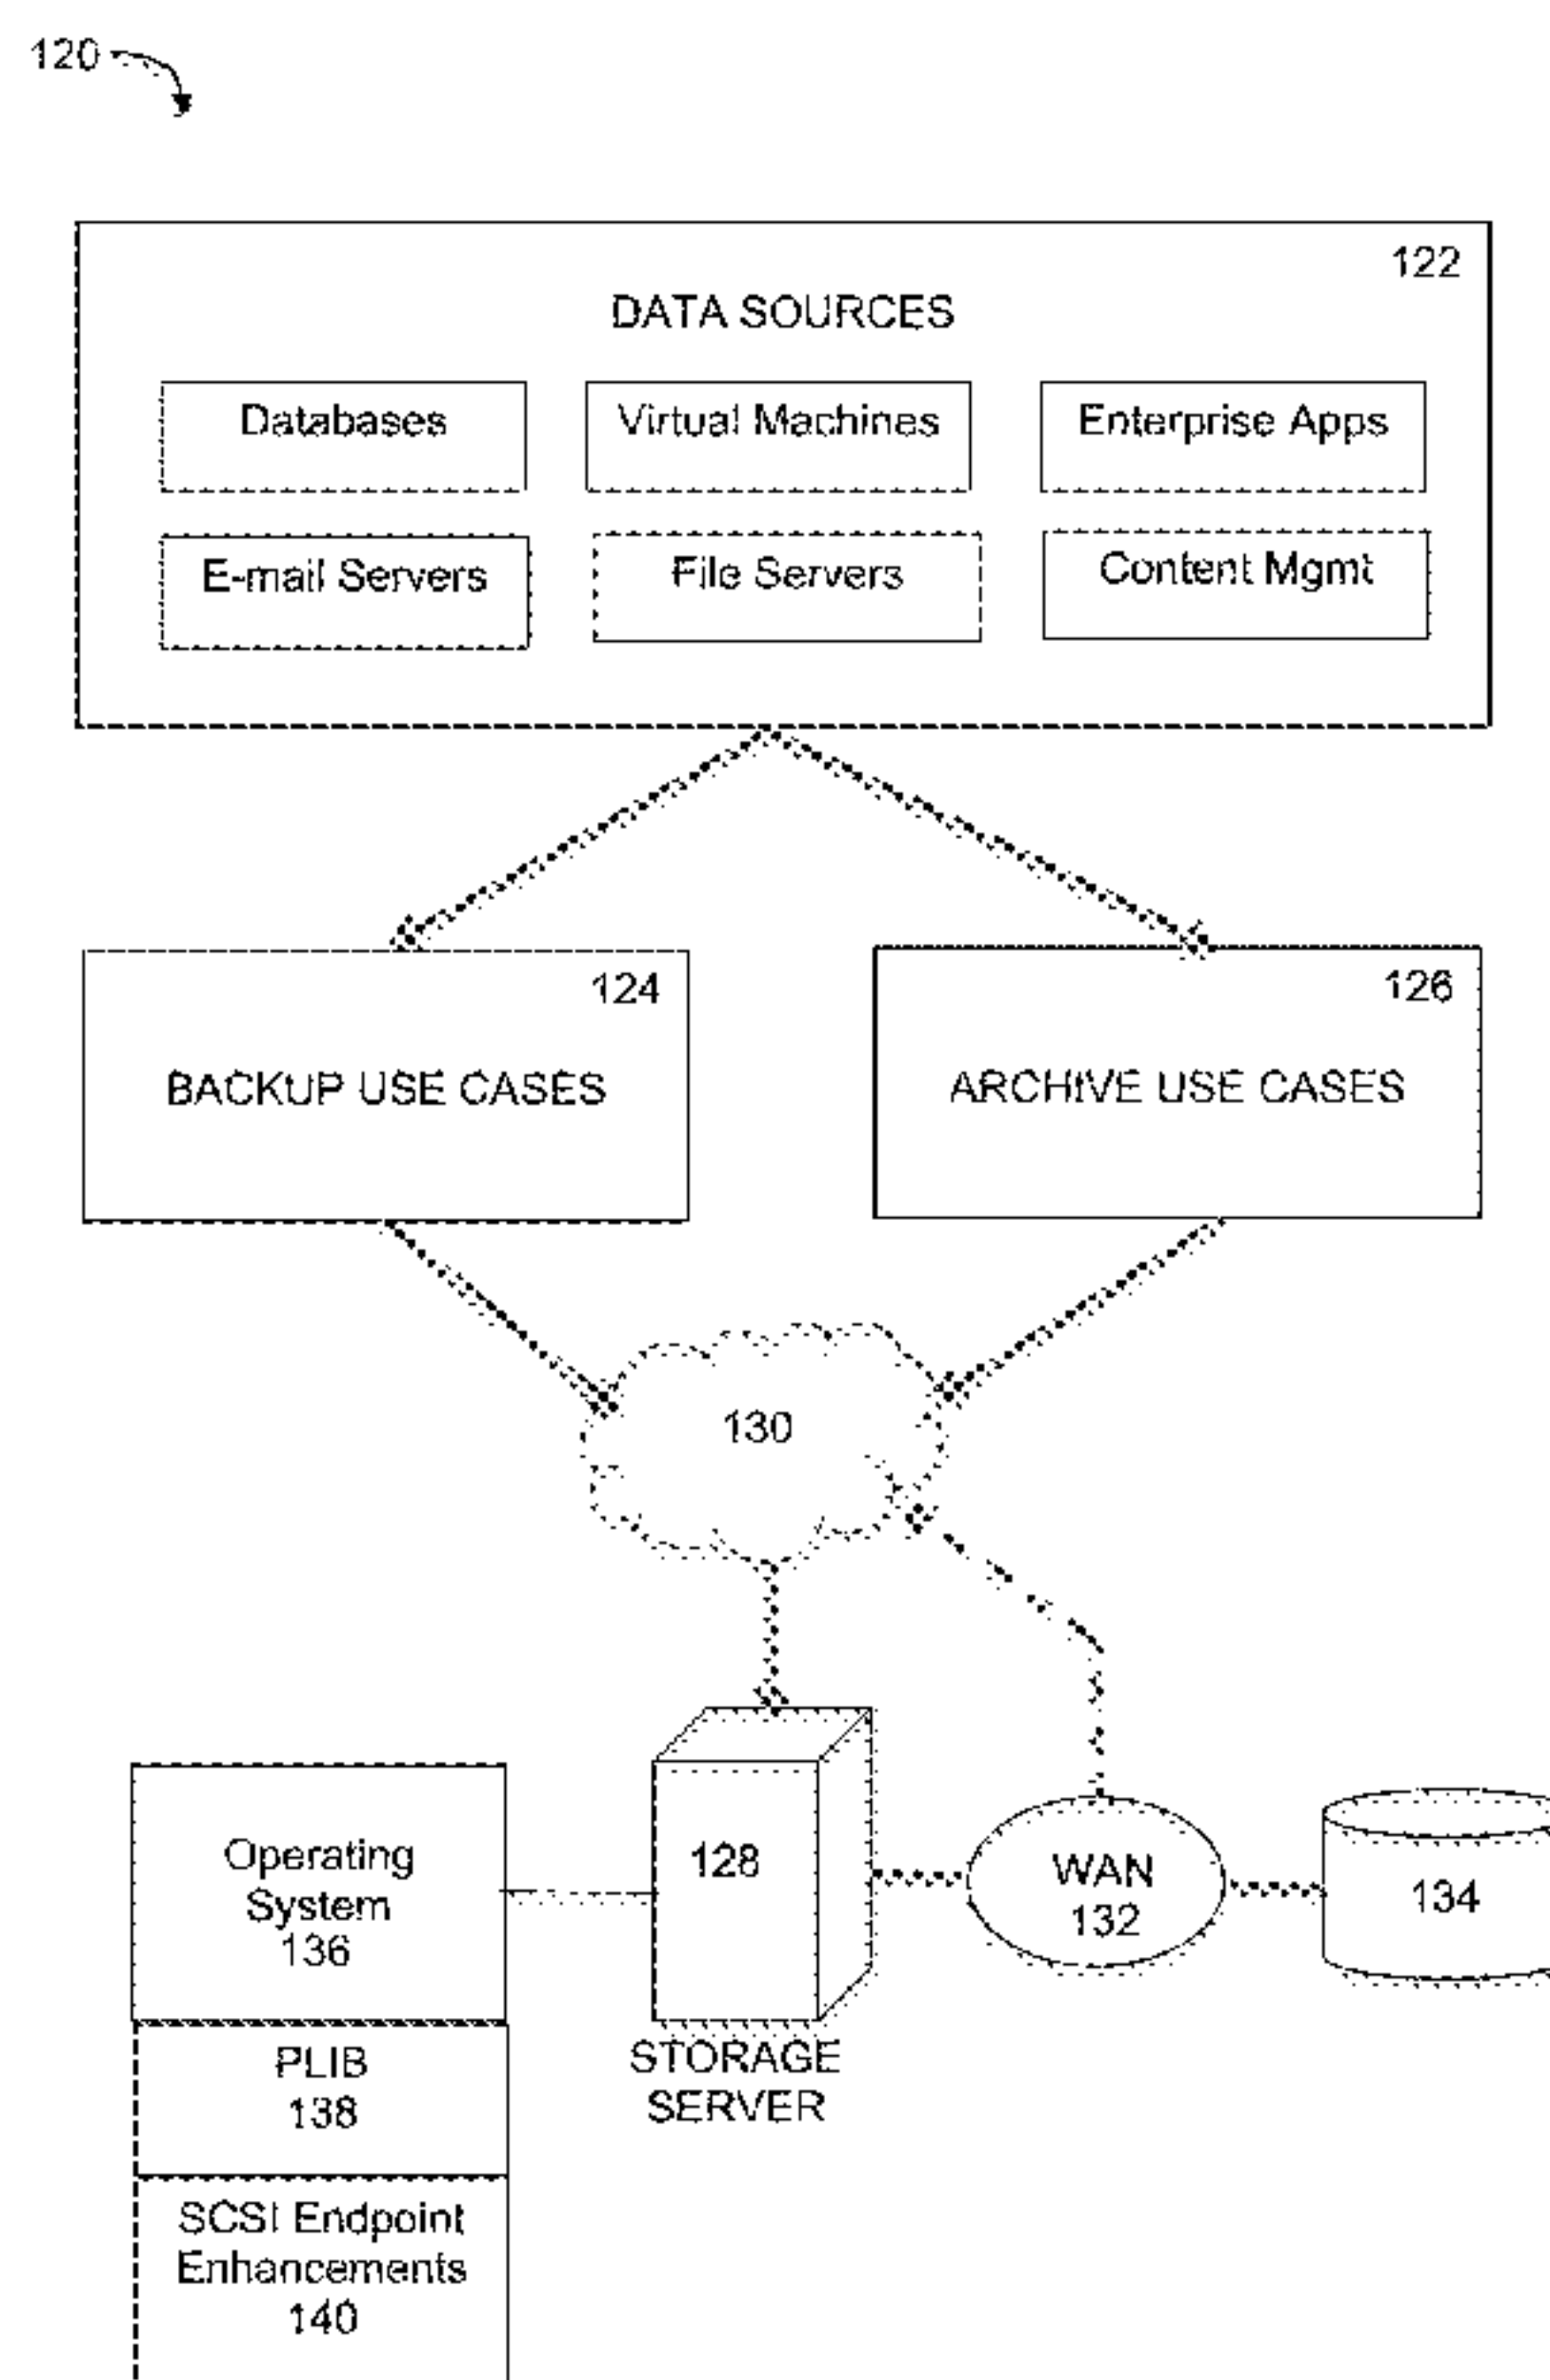 120
122
DATA SOURCES
Databases
Virtual Machines
Enterprise Apps
E-mail Servers
File Servers
Content Mgmt
124
BACKUP USE CASES
126
ARCHIVE USE CASES
130
Operating
System
136
128
WAN
132
134
STORAGE
SERVER
PLIB
138
SCSI Endpoint
Enhancements
140